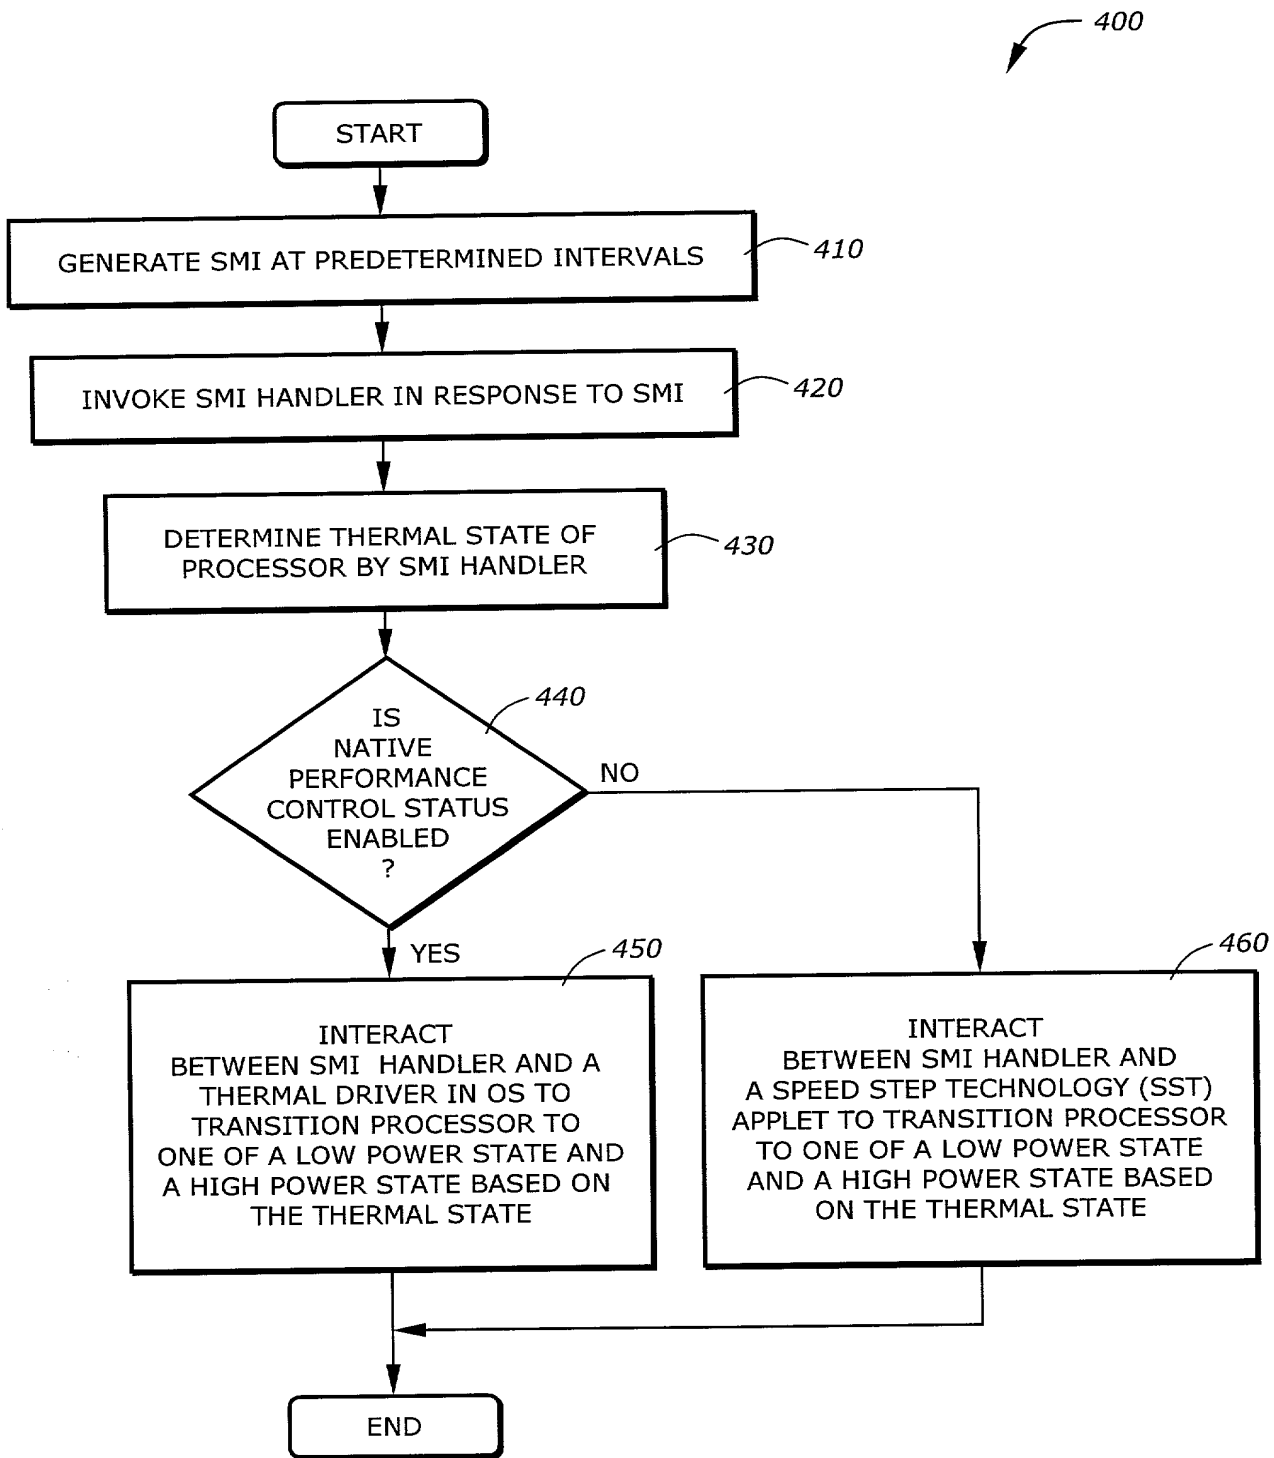 400
START
GENERATE SMI AT PREDETERMINED INTERVALS
410
INVOKE SMI HANDLER IN RESPONSE TO SMI
420
DETERMINE THERMAL STATE OF
PROCESSOR BY SMI HANDLER
430
440
IS
NATIVE
PERFORMANCE
CONTROL STATUS
ENABLED
?
NO
YES
450
INTERACT
BETWEEN SMI HANDLER AND A
THERMAL DRIVER IN OS TO
TRANSITION PROCESSOR TO
ONE OF A LOW POWER STATE AND
A HIGH POWER STATE BASED ON
THE THERMAL STATE
460
INTERACT
BETWEEN SMI HANDLER AND
A SPEED STEP TECHNOLOGY (SST)
APPLET TO TRANSITION PROCESSOR
TO ONE OF A LOW POWER STATE
AND A HIGH POWER STATE BASED
ON THE THERMAL STATE
END